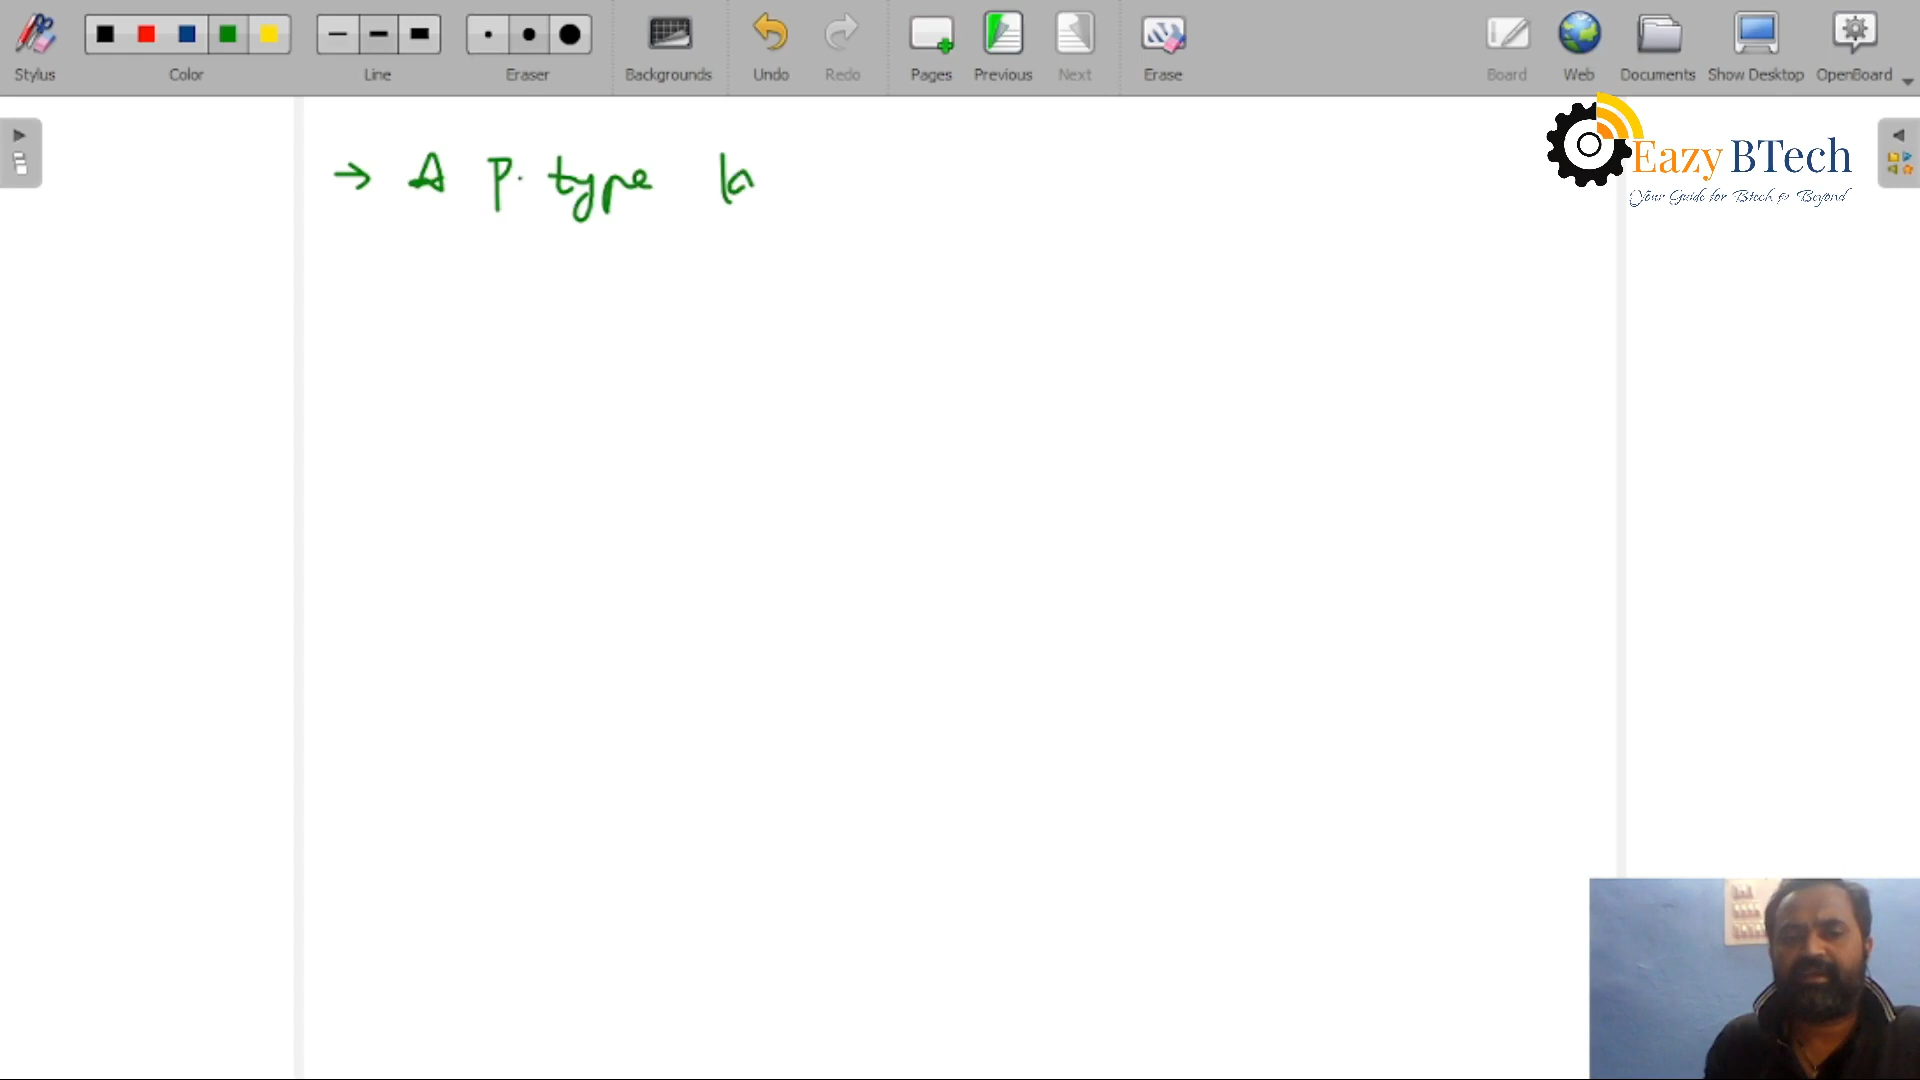 Stylus Color Line Eraser Backgrounds Undo Redo Pages Previous Next Erase Board Web Documents Show Desktop OpenBoard
Eazy BTech
Your Guide for Btech & Beyond
→ A P. type